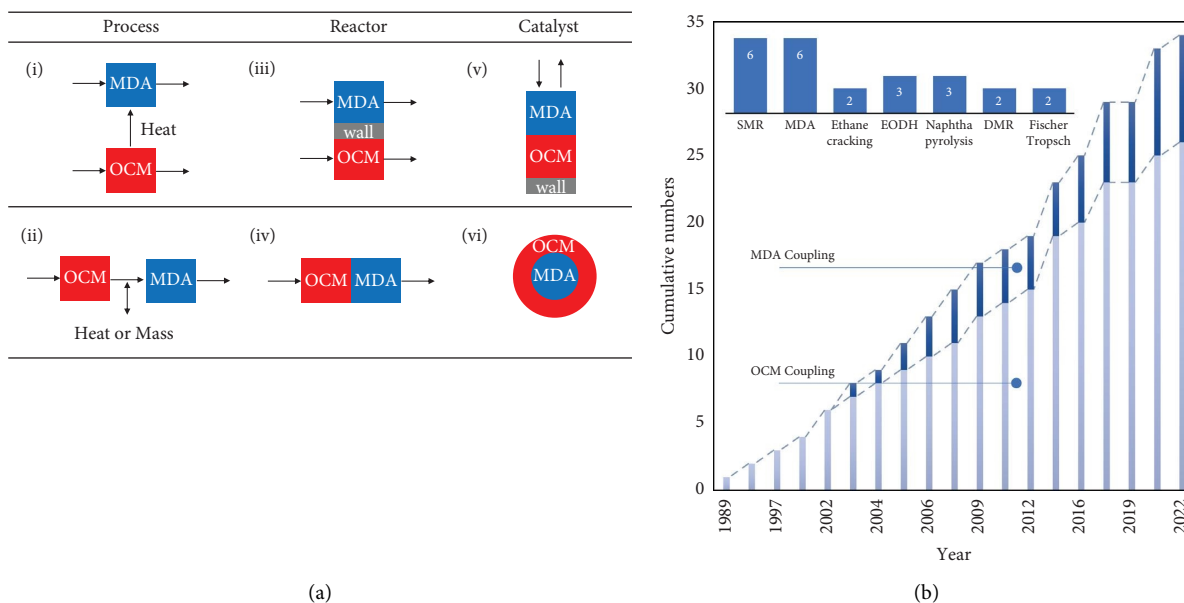 Process Reactor Catalyst
(i) (iii) (v)
MDA
Heat
OCM
MDA
wall
OCM
MDA
OCM
wall
(ii) (iv) (vi)
OCM MDA
Heat or Mass
OCM MDA
OCM
MDA
(a)
35
30
25
20
15
10
5
0
Cumulative numbers
6 6 2 3 3 2 2
SMR MDA Ethane EODH Naphtha DMR Fischer
cracking pyrolysis Tropsch
MDA Coupling
OCM Coupling
1989 1997 2002 2004 2006 2009 2012 2016 2019 2022
Year
(b)